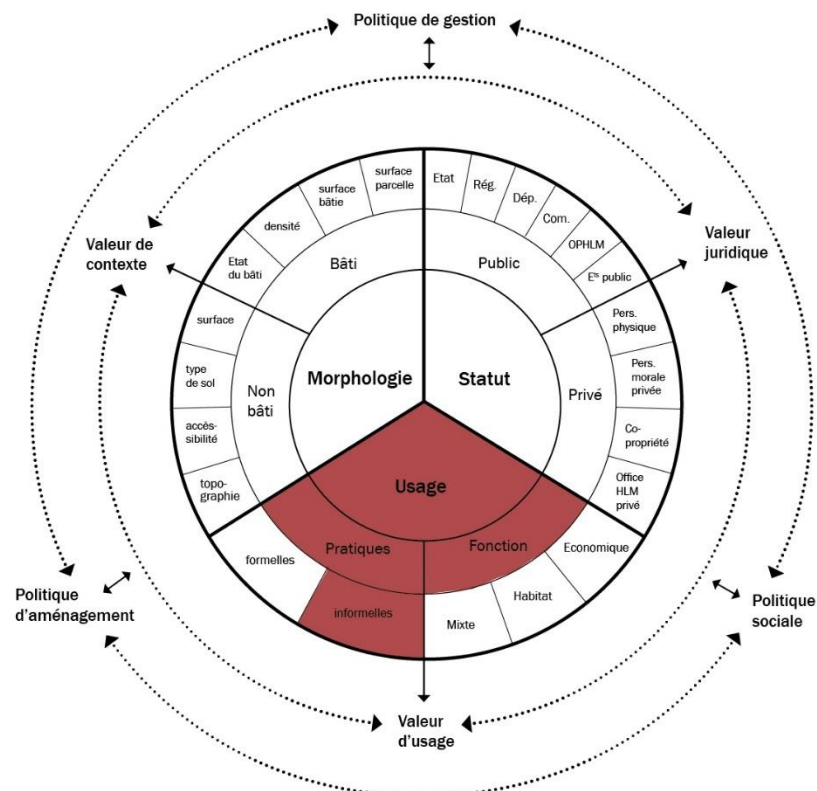 Politique de gestion
surface
parcelle
surface
bâtie
densité
Etat
du bâti
Etat
Rég.
Dép.
Com.
OPHLM
Eᵗˢ public
Valeur de
contexte
Valeur
juridique
Bâti
Public
surface
type
de sol
accès-
sibilité
topo-
graphie
Non
bâti
Morphologie
Statut
Privé
Pers.
physique
Pers.
morale
privée
Co-
propriété
Office
HLM
privé
Usage
Pratiques
Fonction
formelles
informelles
Mixte
Habitat
Economique
Politique
d'aménagement
Politique
sociale
Valeur
d'usage